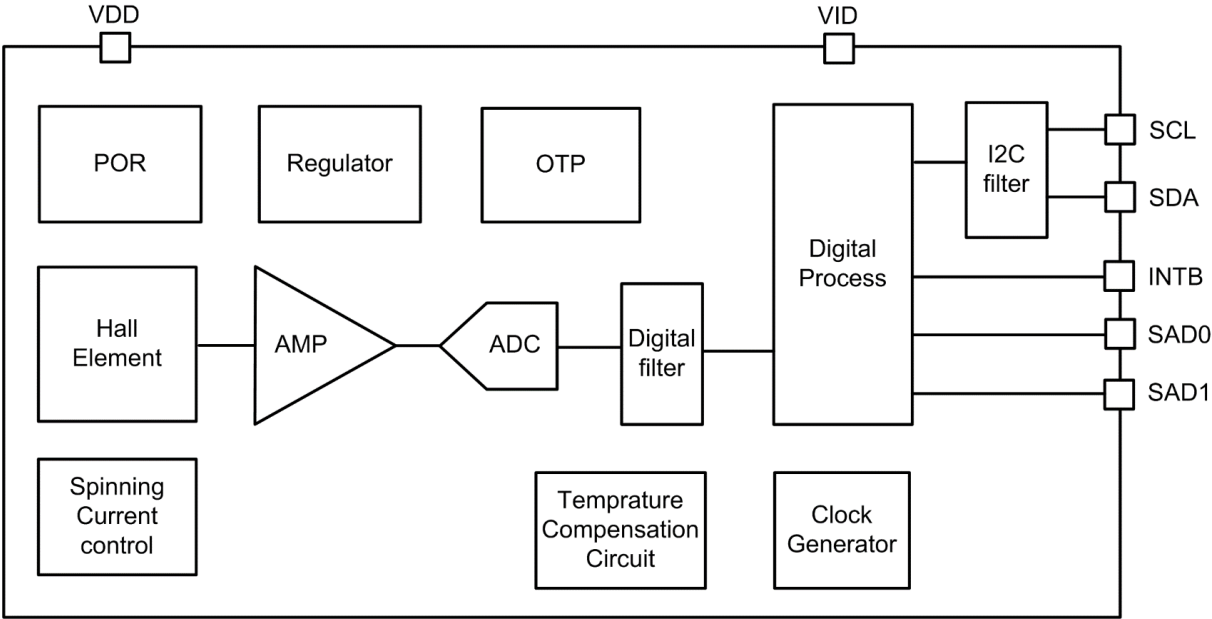 VDD
VID
POR
Regulator
OTP
I2C
filter
SCL
SDA
Digital
Process
INTB
SAD0
SAD1
Hall
Element
AMP
ADC
Digital
filter
Spinning
Current
control
Temprature
Compensation
Circuit
Clock
Generator